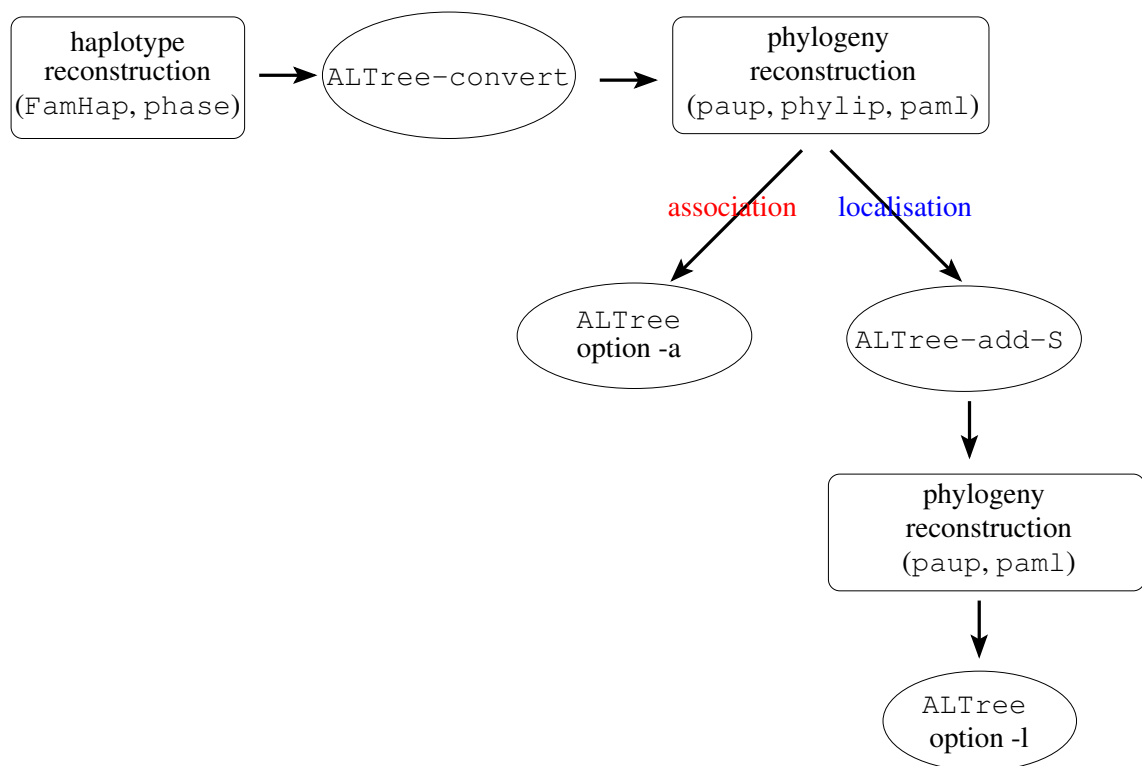 haplotype
reconstruction
(FamHap, phase)
ALTree-convert
phylogeny
reconstruction
(paup, phylip, paml)
association
localisation
ALTree
option -a
ALTree-add-S
phylogeny
reconstruction
(paup, paml)
ALTree
option -l